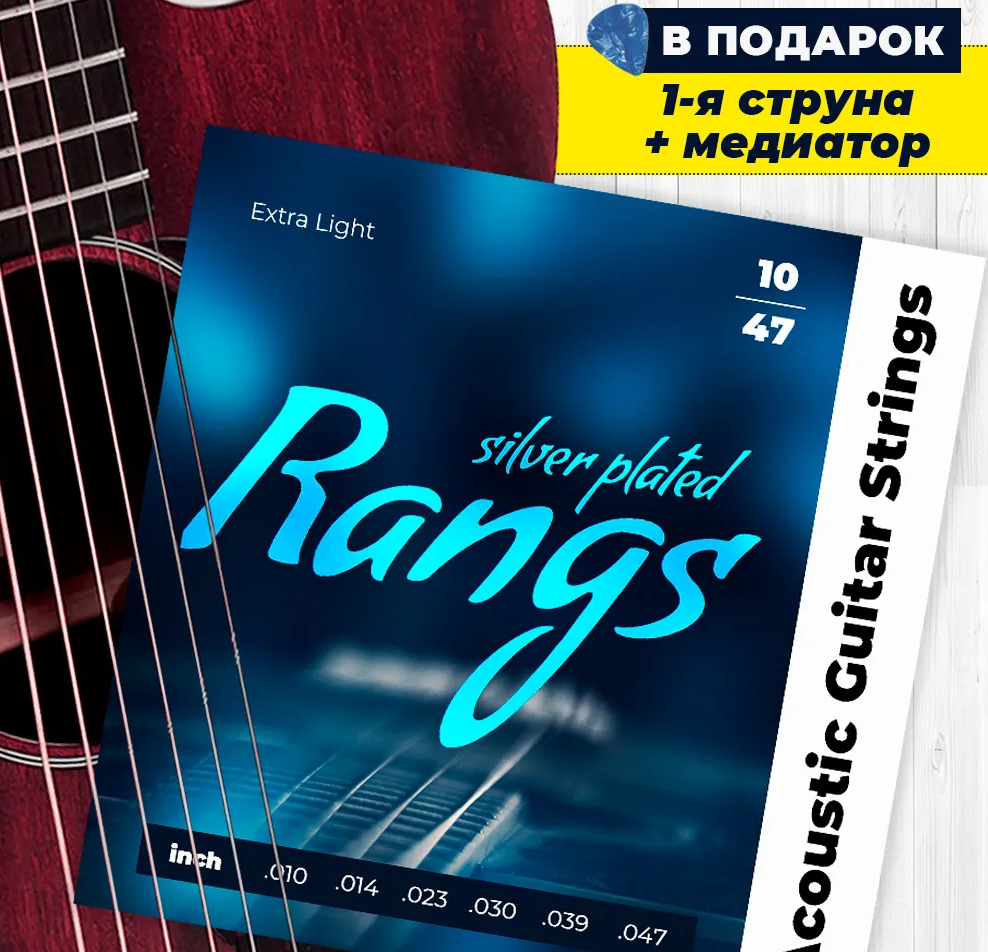 В ПОДАРОК
1-я струна
+ медиатор
Extra Light
10
47
silver plated
Rangs
Acoustic Guitar Strings
inch .010 .014 .023 .030 .039 .047